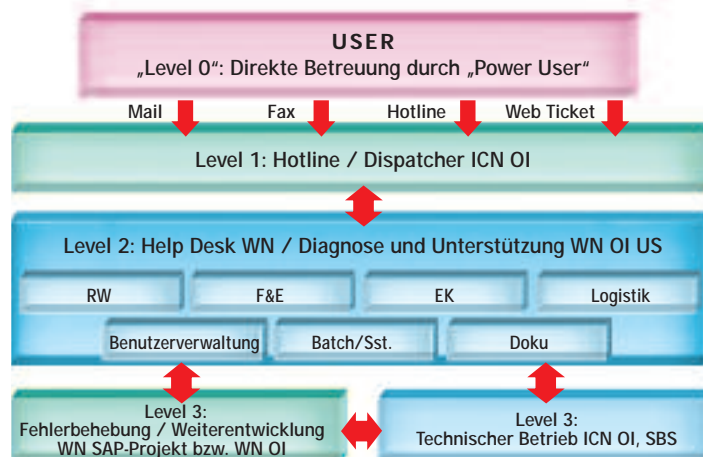 USER
„Level 0“: Direkte Betreuung durch „Power User“
Mail Fax Hotline Web Ticket
Level 1: Hotline / Dispatcher ICN OI
Level 2: Help Desk WN / Diagnose und Unterstützung WN OI US
RW F&E EK Logistik
Benutzerverwaltung Batch/Sst. Doku
Level 3:
Fehlerbehebung / Weiterentwicklung
WN SAP-Projekt bzw. WN OI
Level 3:
Technischer Betrieb ICN OI, SBS